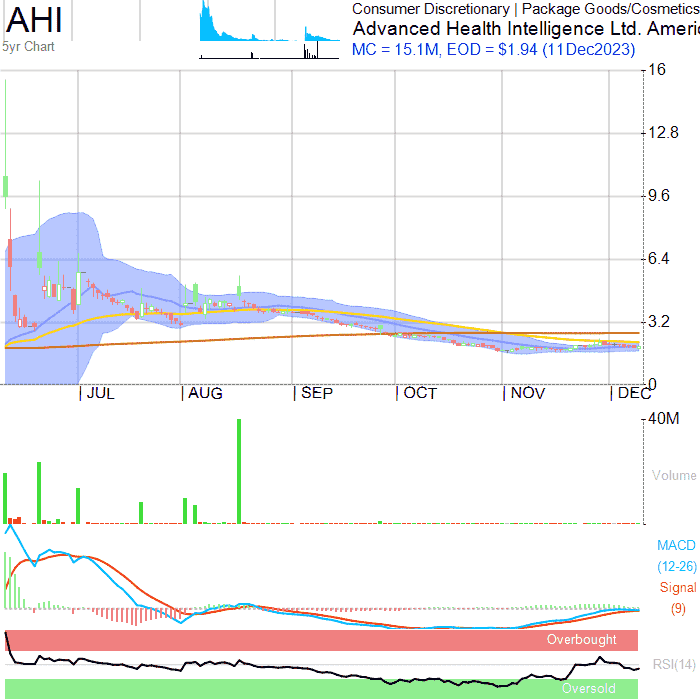 AHI
5yr Chart
Consumer Discretionary | Package Goods/Cosmetics
Advanced Health Intelligence Ltd. Americ
MC = 15.1M, EOD = $1.94 (11Dec2023)
16
12.8
9.6
6.4
3.2
0
| JUL | AUG | SEP | OCT | NOV | DEC
40M
Volume
MACD
(12-26)
Signal
(9)
Overbought
RSI(14)
Oversold